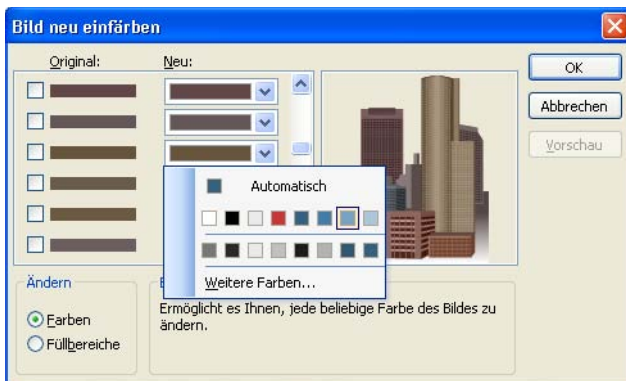 Bild neu einfärben
Original:
Neu:
OK
Abbrechen
Vorschau
Automatisch
Weitere Farben...
Ändern
Farben
Füllbereiche
Ermöglicht es Ihnen, jede beliebige Farbe des Bildes zu
ändern.